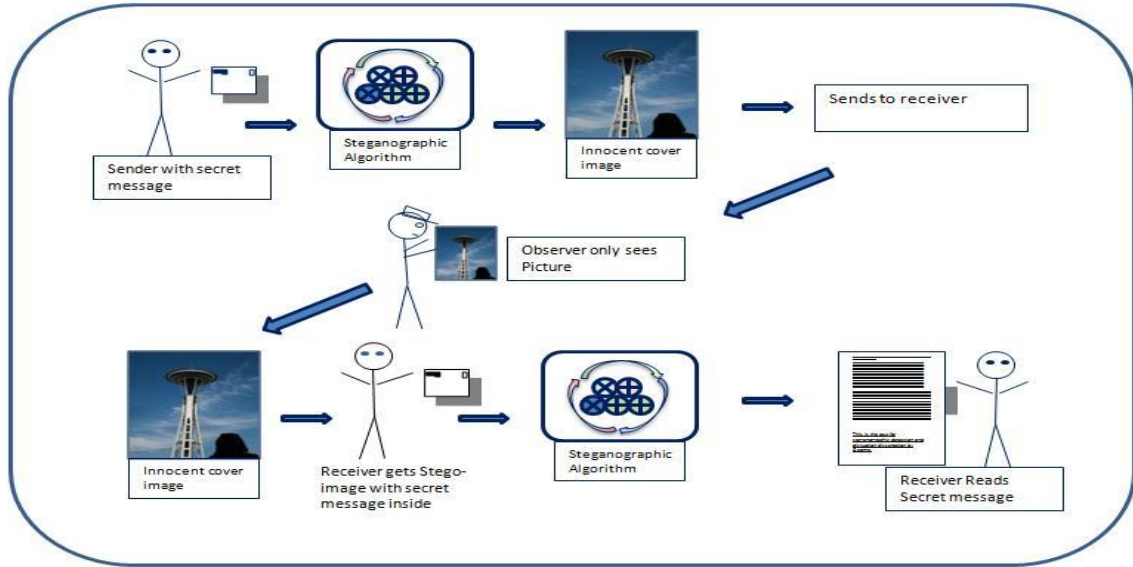 Sender with secret
message
Steganographic
Algorithm
Innocent cover
image
Sends to receiver
Observer only sees
Picture
Innocent cover
image
Receiver gets Stego-
image with secret
message inside
Steganographic
Algorithm
Receiver Reads
Secret message